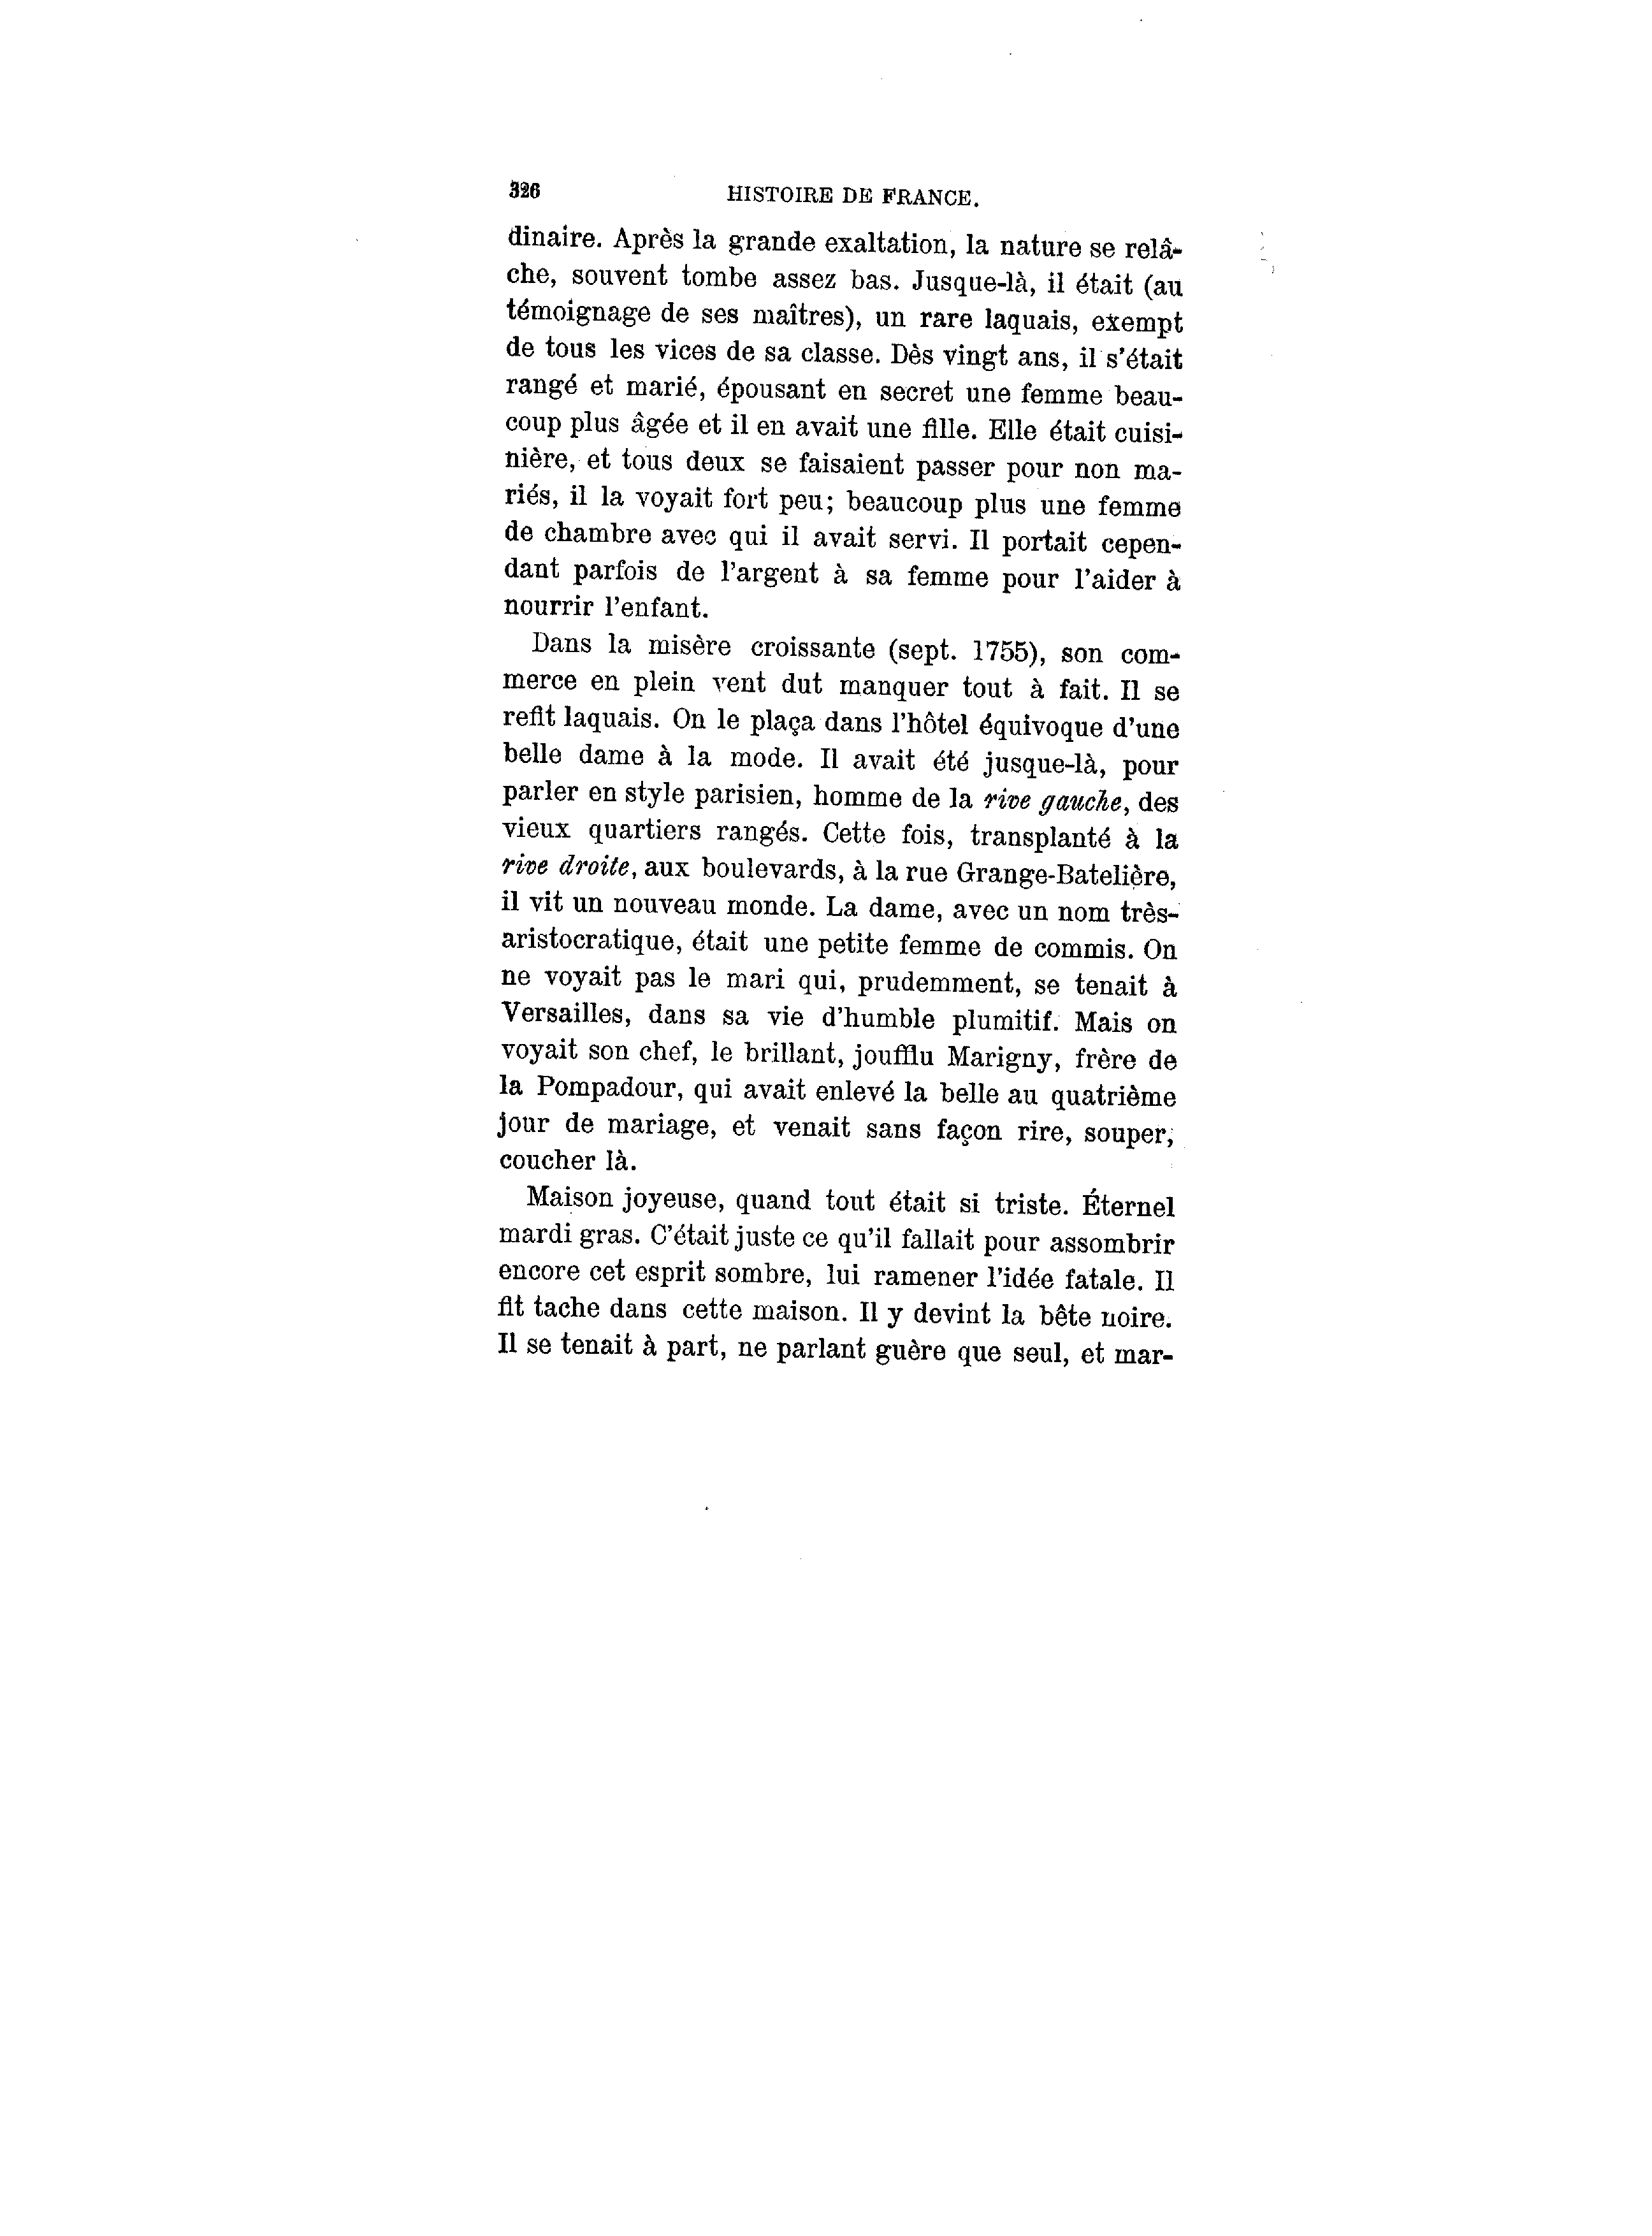 326
HISTOIRE DE FRANCE.
dinaire. Après la grande exaltation, la nature se relâ-
che, souvent tombe assez bas. Jusque-là, il était (au
témoignage de ses maîtres), un rare laquais, exempt
de tous les vices de sa classe. Dès vingt ans, il s'était
rangé et marié, épousant en secret une femme beau-
coup plus âgée et il en avait une fille. Elle était cuisi-
nière, et tous deux se faisaient passer pour non ma-
riés, il la voyait fort peu; beaucoup plus une femme
de chambre avec qui il avait servi. Il portait cepen-
dant parfois de l'argent à sa femme pour l'aider à
nourrir l'enfant.
Dans la misère croissante (sept. 1755), son com-
merce en plein vent dut manquer tout à fait. Il se
refit laquais. On le plaça dans l'hôtel équivoque d'une
belle dame à la mode. Il avait été jusque-là, pour
parler en style parisien, homme de la rive gauche, des
vieux quartiers rangés. Cette fois, transplanté à la
rive droite, aux boulevards, à la rue Grange-Batelière,
il vit un nouveau monde. La dame, avec un nom très-
aristocratique, était une petite femme de commis. On
ne voyait pas le mari qui, prudemment, se tenait à
Versailles, dans sa vie d'humble plumitif. Mais on
voyait son chef, le brillant, joufflu Marigny, frère de
la Pompadour, qui avait enlevé la belle au quatrième
jour de mariage, et venait sans façon rire, souper,
coucher là.
Maison joyeuse, quand tout était si triste. Éternel
mardi gras. C'était juste ce qu'il fallait pour assombrir
encore cet esprit sombre, lui ramener l'idée fatale. Il
fit tache dans cette maison. Il y devint la bête noire.
Il se tenait à part, ne parlant guère que seul, et mar-